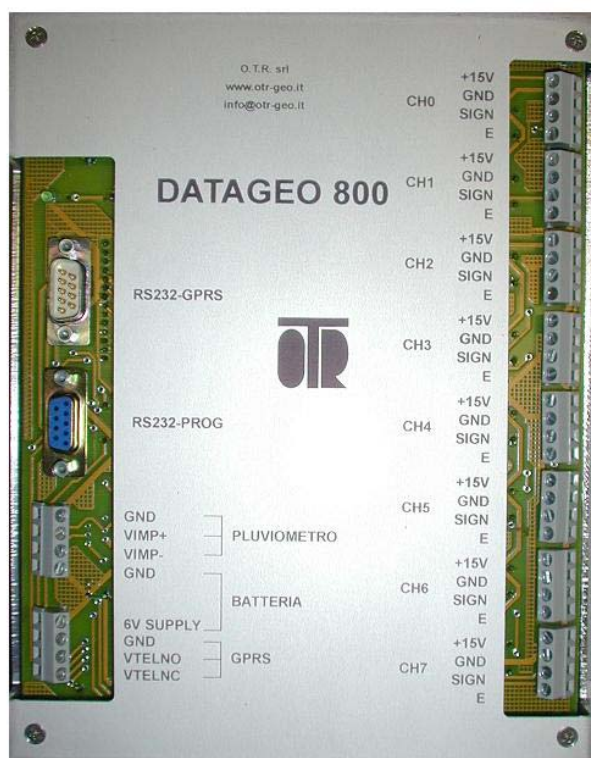 O.T.R. srl
www.otr-geo.it
info@otr-geo.it
DATAGEO 800
RS232-GPRS
OTR
RS232-PROG
GND
VIMP+
VIMP-
PLUVIOMETRO
GND
BATTERIA
6V SUPPLY
GND
VTELNO
VTELNC
GPRS
CH0
+15V
GND
SIGN
E
CH1
+15V
GND
SIGN
E
CH2
+15V
GND
SIGN
E
CH3
+15V
GND
SIGN
E
CH4
+15V
GND
SIGN
E
CH5
+15V
GND
SIGN
E
CH6
+15V
GND
SIGN
E
CH7
+15V
GND
SIGN
E